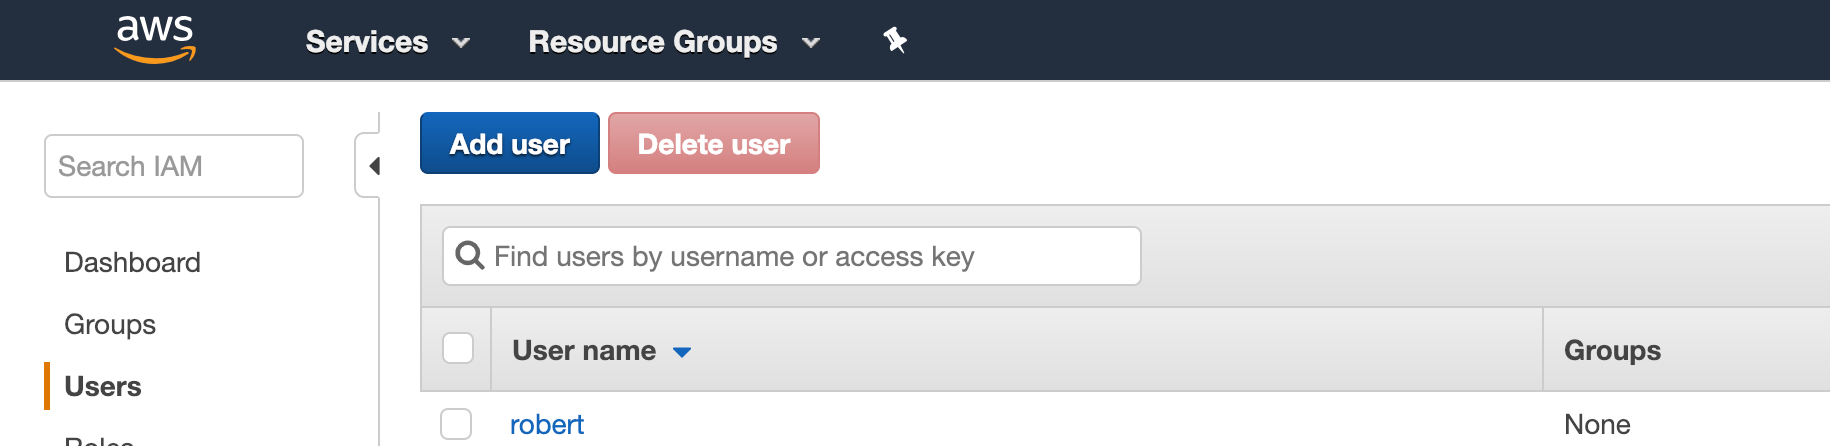 aws Services Resource Groups
Add user Delete user
Search IAM
Find users by username or access key
Dashboard
Groups
Users
Roles
User name Groups
robert None